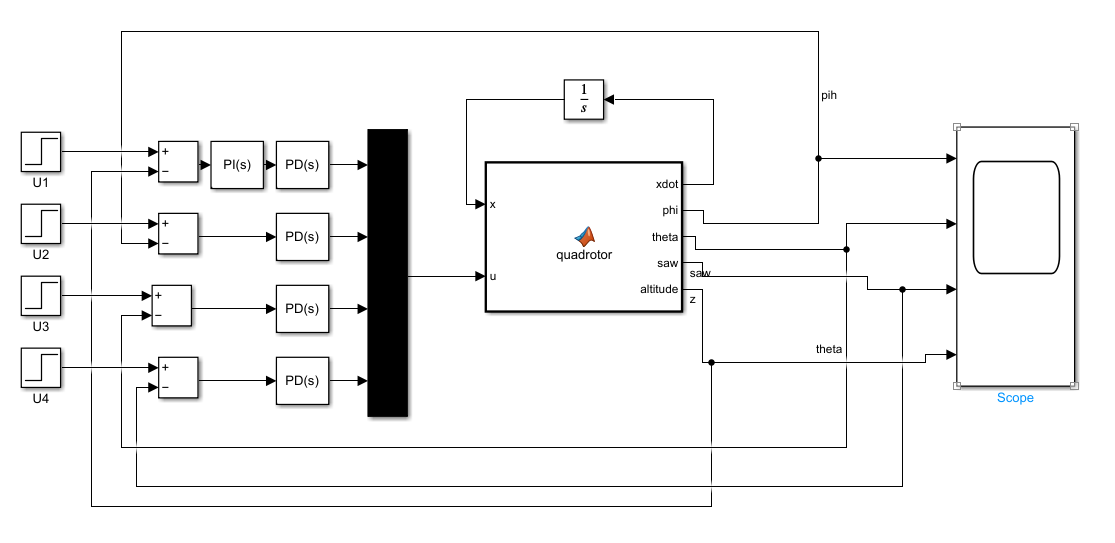 pih
1
s
U1
+
−
PI(s)
PD(s)
U2
+
−
PD(s)
U3
+
−
PD(s)
U4
+
−
PD(s)
x
u
quadrotor
xdot
phi
theta
saw
altitude
saw
z
theta
Scope